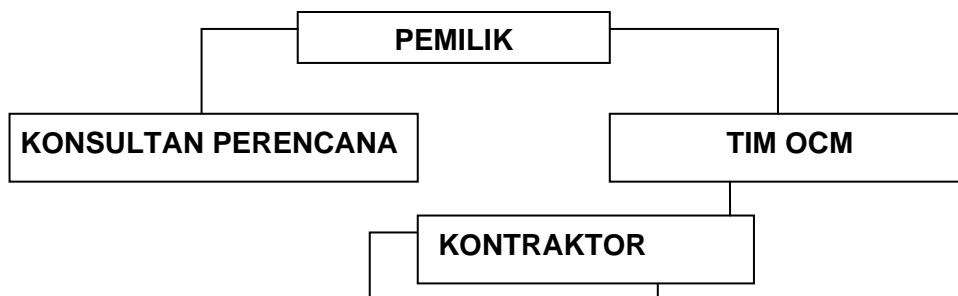 PEMILIK
KONSULTAN PERENCANA
TIM OCM
KONTRAKTOR